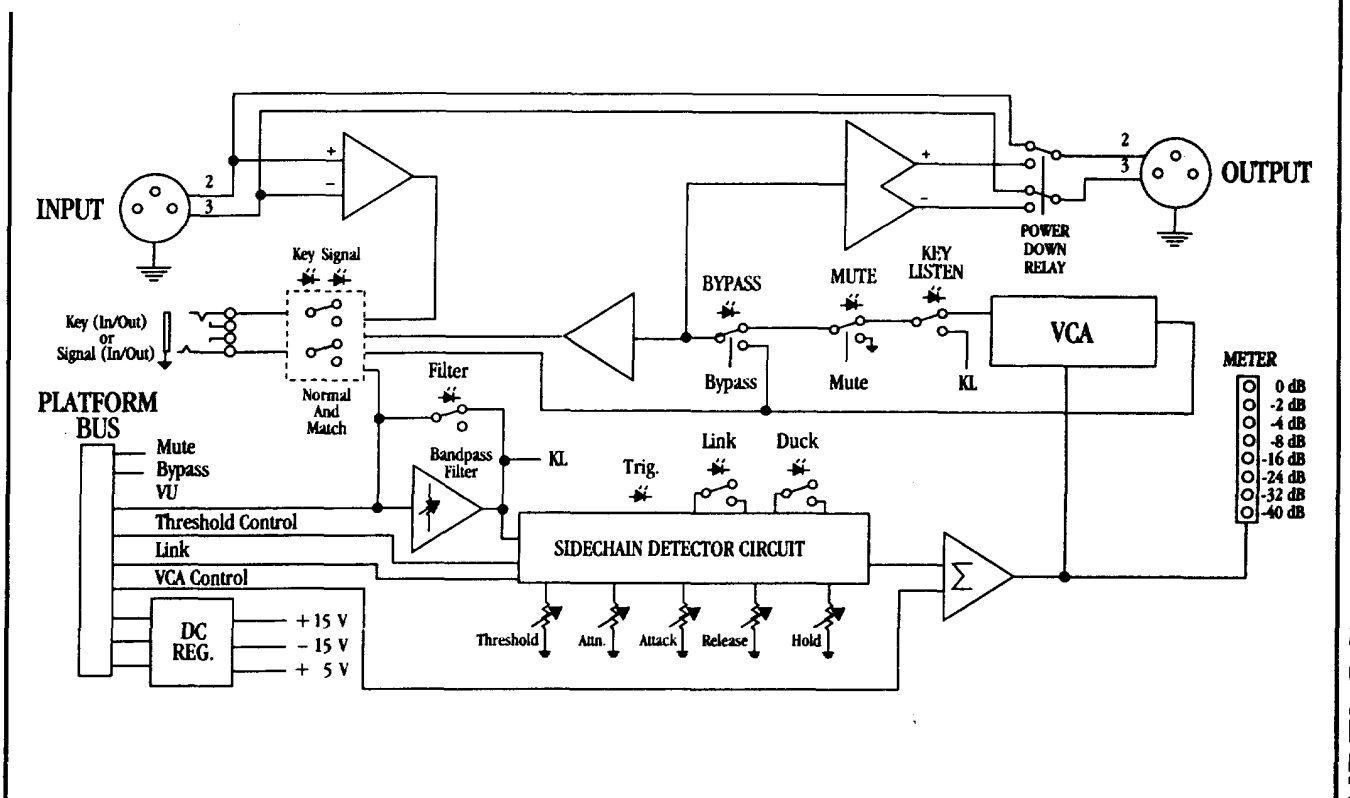 INPUT
2
3
+
−
+
−
2
3
OUTPUT
POWER
DOWN
RELAY
Key Signal
Key (In/Out)
or
Signal (In/Out)
Normal
And
Match
BYPASS
Bypass
MUTE
Mute
KEY
LISTEN
KL
VCA
METER
0 dB
-2 dB
-4 dB
-8 dB
-16 dB
-24 dB
-32 dB
-40 dB
Filter
Bandpass
Filter
KL
PLATFORM
BUS
Mute
Bypass
VU
Threshold Control
Link
VCA Control
DC
REG.
+ 15 V
− 15 V
+ 5 V
Trig.
Link
Duck
SIDECHAIN DETECTOR CIRCUIT
Threshold
Attn.
Attack
Release
Hold
Σ